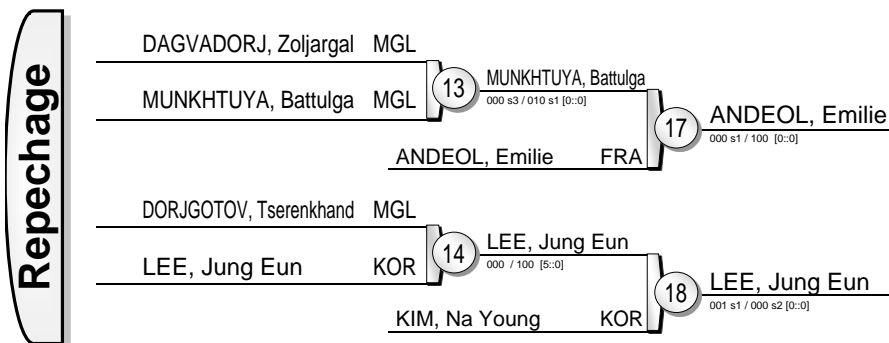 Repechage
DAGVADORJ, Zoljargal MGL
13
MUNKHTUYA, Battulga
000 s3 / 010 s1 [0::0]
MUNKHTUYA, Battulga MGL
17
ANDEOL, Emilie
000 s1 / 100 [0::0]
ANDEOL, Emilie FRA
DORJGOTOV, Tserenkhand MGL
14
LEE, Jung Eun
000 / 100 [5::0]
LEE, Jung Eun KOR
18
LEE, Jung Eun
001 s1 / 000 s2 [0::0]
KIM, Na Young KOR